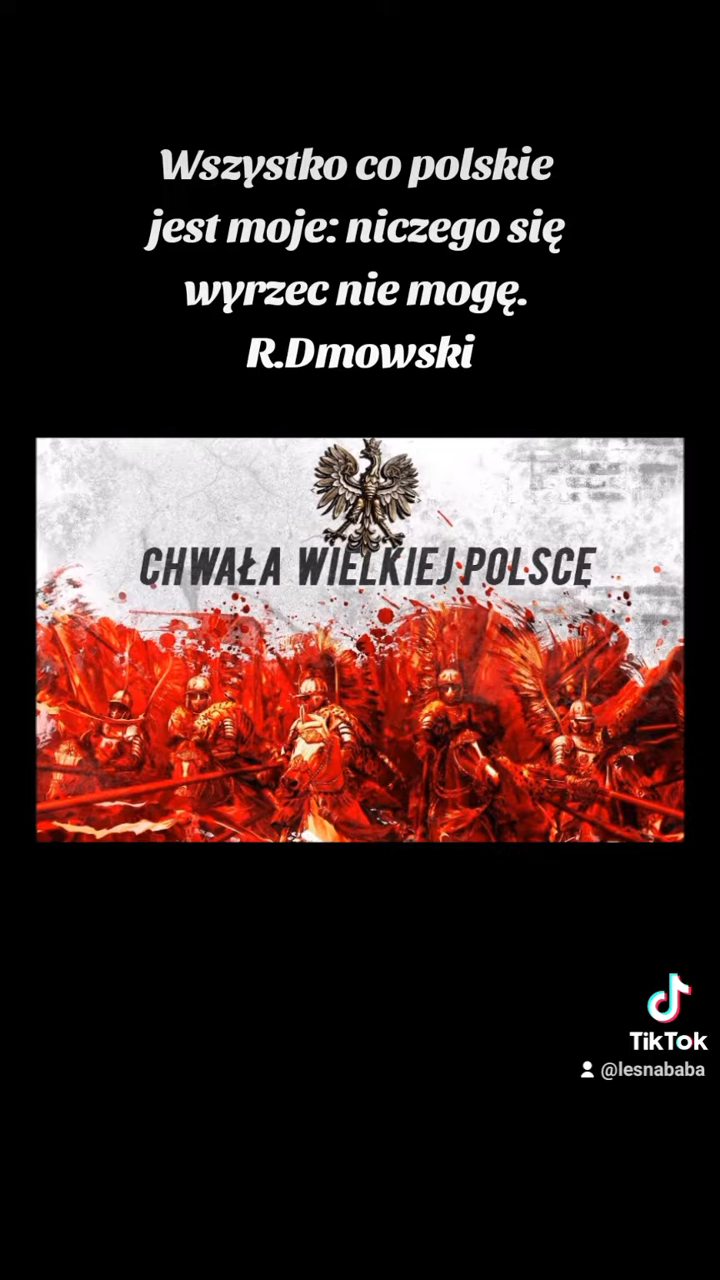 Wszystko co polskie
jest moje: niczego się
wyrzec nie mogę.
R.Dmowski
CHWAŁA WIELKIEJ POLSCE
TikTok
@lesnababa